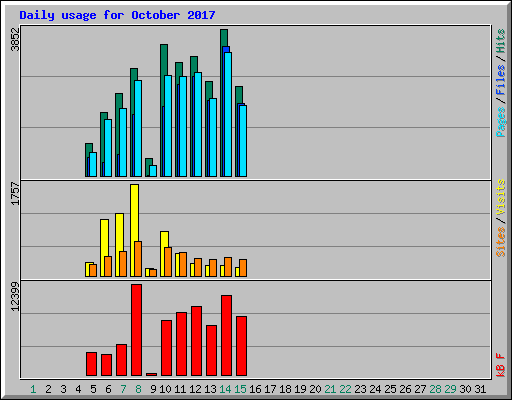 Daily usage for October 2017
3852
Pages/Files/Hits
1757
Sites/Visits
12399
kB F
1 2 3 4 5 6 7 8 9 10 11 12 13 14 15 16 17 18 19 20 21 22 23 24 25 26 27 28 29 30 31